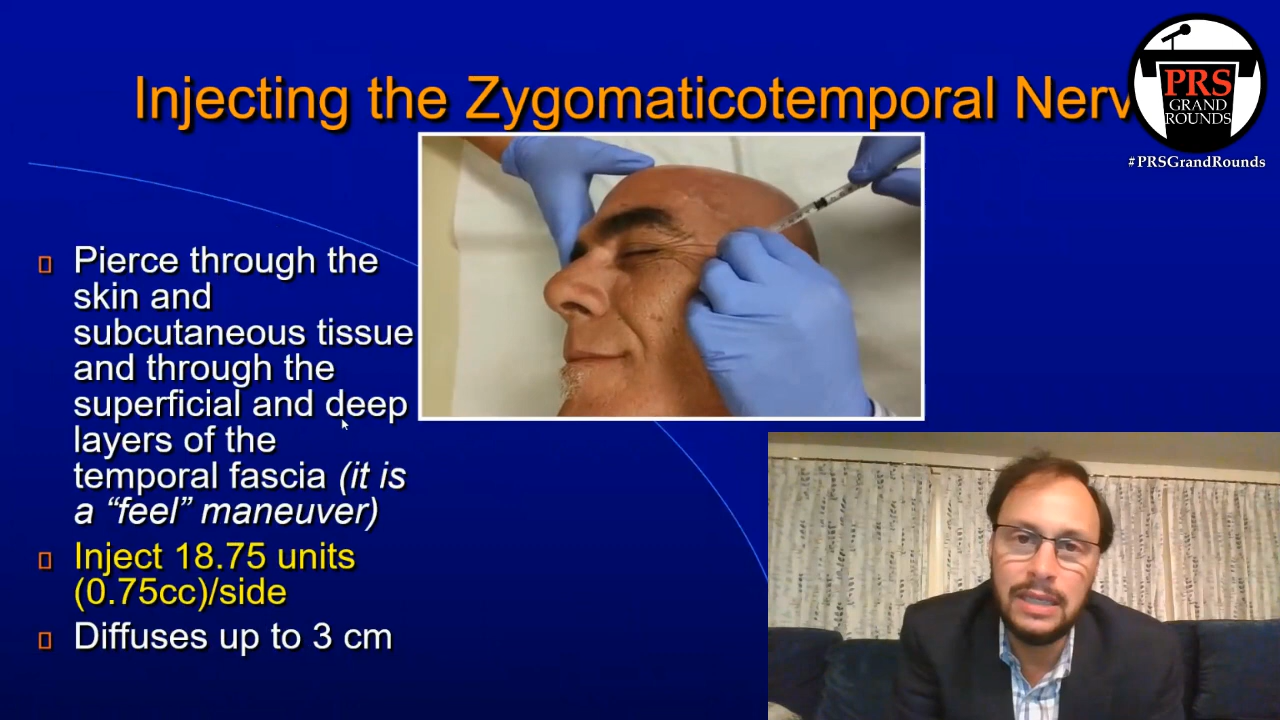 Injecting the Zygomaticotemporal Nerv
PRS
GRAND
ROUNDS
#PRSGrandRounds
Pierce through the
skin and
subcutaneous tissue
and through the
superficial and deep
layers of the
temporal fascia (it is
a “feel” maneuver)
Inject 18.75 units
(0.75cc)/side
Diffuses up to 3 cm